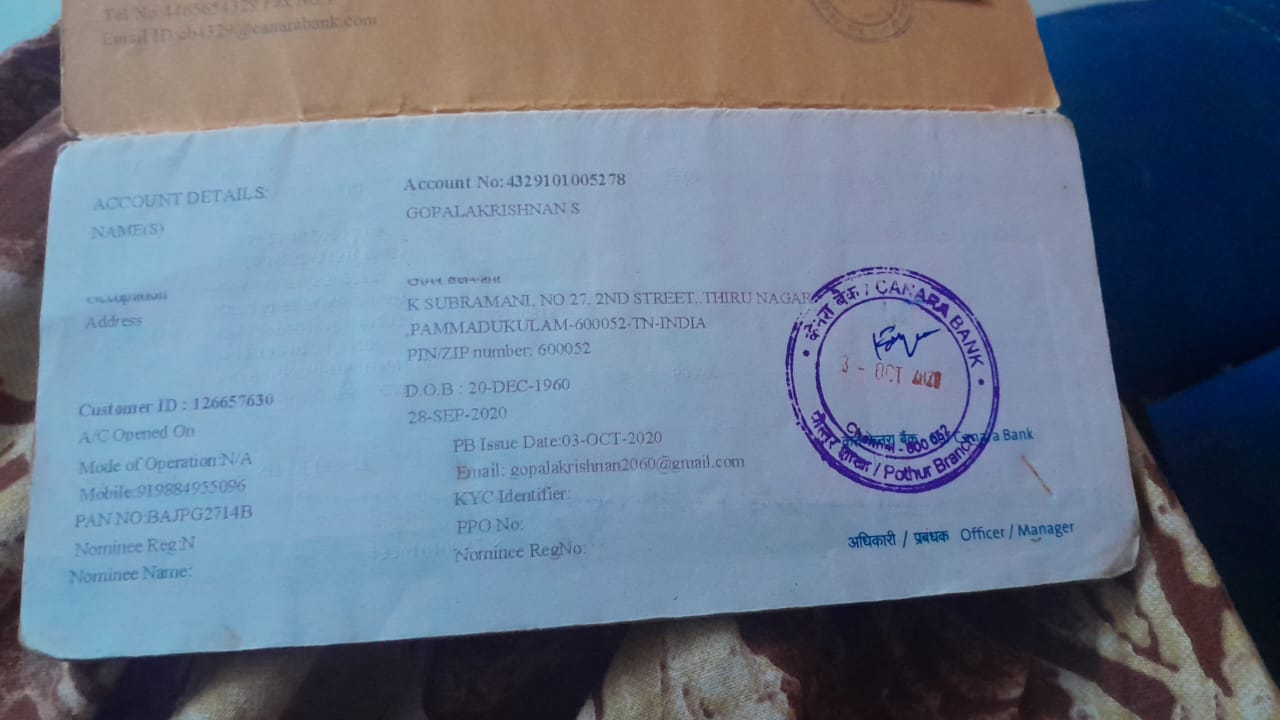 Tel No. 4465654329 Fax No.
Email ID:cb4329@canarabank.com
ACCOUNT DETAILS:
Account No:4329101005278
NAME(S)
GOPALAKRISHNAN S
Occupation
Address
K SUBRAMANI, NO 27, 2ND STREET,,THIRU NAGAR
,PAMMADUKULAM-600052-TN-INDIA
PIN/ZIP number: 600052
Customer ID : 126657630
D.O.B : 20-DEC-1960
A/C Opened On
28-SEP-2020
Mode of Operation:N/A
PB Issue Date:03-OCT-2020
Mobile:919884955096
Email: gopalakrishnan2060@gmail.com
PAN NO:BAJPG2714B
KYC Identifier:
Nominee Reg:N
PPO No:
Nominee Name:
Nominee RegNo:
केनरा बैंक / CANARA BANK
3 - OCT 2020
Chennai - 600 052
पोत्तूर शाखा / Pothur Branch
केनरा बैंक Canara Bank
अधिकारी / प्रबंधक Officer / Manager